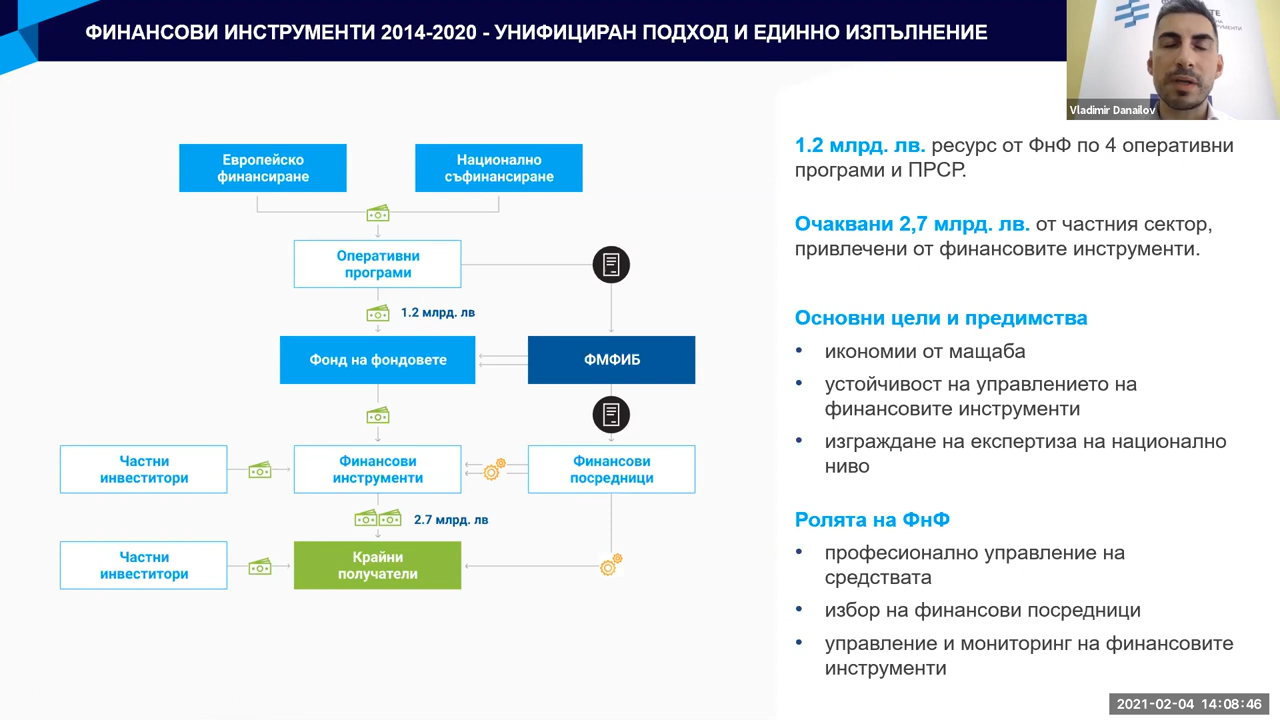 ФИНАНСОВИ ИНСТРУМЕНТИ 2014-2020 - УНИФИЦИРАН ПОДХОД И ЕДИННО ИЗПЪЛНЕНИЕ
Vladimir Danailov
Европейско
финансиране
Национално
съфинансиране
Оперативни
програми
1.2 млрд. лв
Фонд на фондовете
ФМФИБ
Частни
инвеститори
Финансови
инструменти
Финансови
посредници
2.7 млрд. лв
Частни
инвеститори
Крайни
получатели
1.2 млрд. лв. ресурс от ФнФ по 4 оперативни
програми и ПРСР.
Очаквани 2,7 млрд. лв. от частния сектор,
привлечени от финансовите инструменти.
Основни цели и предимства
• икономии от мащаба
• устойчивост на управлението на
финансовите инструменти
• изграждане на експертиза на национално
ниво
Ролята на ФнФ
• професионално управление на
средствата
• избор на финансови посредници
• управление и мониторинг на финансовите
инструменти
2021-02-04 14:08:46